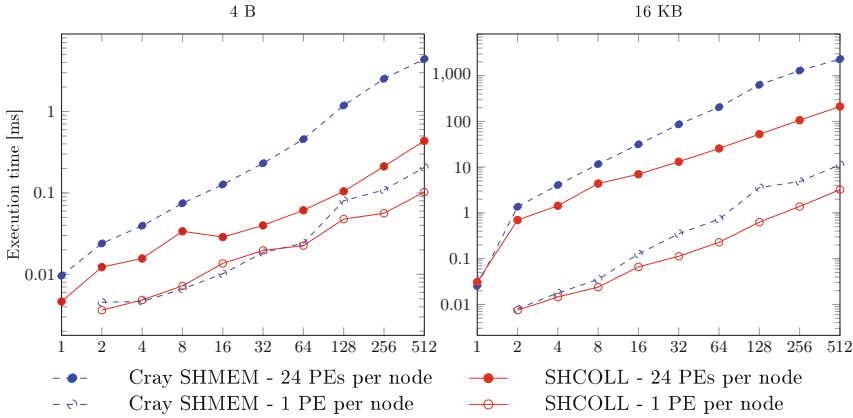 4 B
16 KB
Execution time [ms]
1
0.1
0.01
1 2 4 8 16 32 64 128 256 512
1,000
100
10
1
0.1
0.01
1 2 4 8 16 32 64 128 256 512
Cray SHMEM - 24 PEs per node
SHCOLL - 24 PEs per node
Cray SHMEM - 1 PE per node
SHCOLL - 1 PE per node